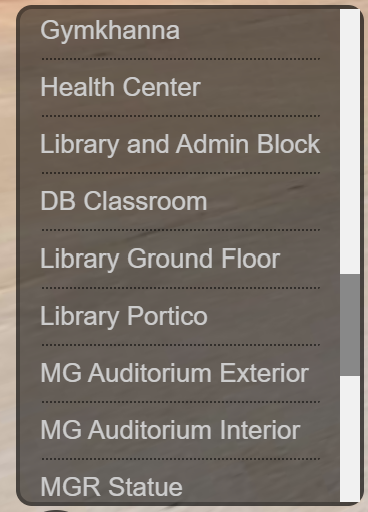 Gymkhanna
Health Center
Library and Admin Block
DB Classroom
Library Ground Floor
Library Portico
MG Auditorium Exterior
MG Auditorium Interior
MGR Statue